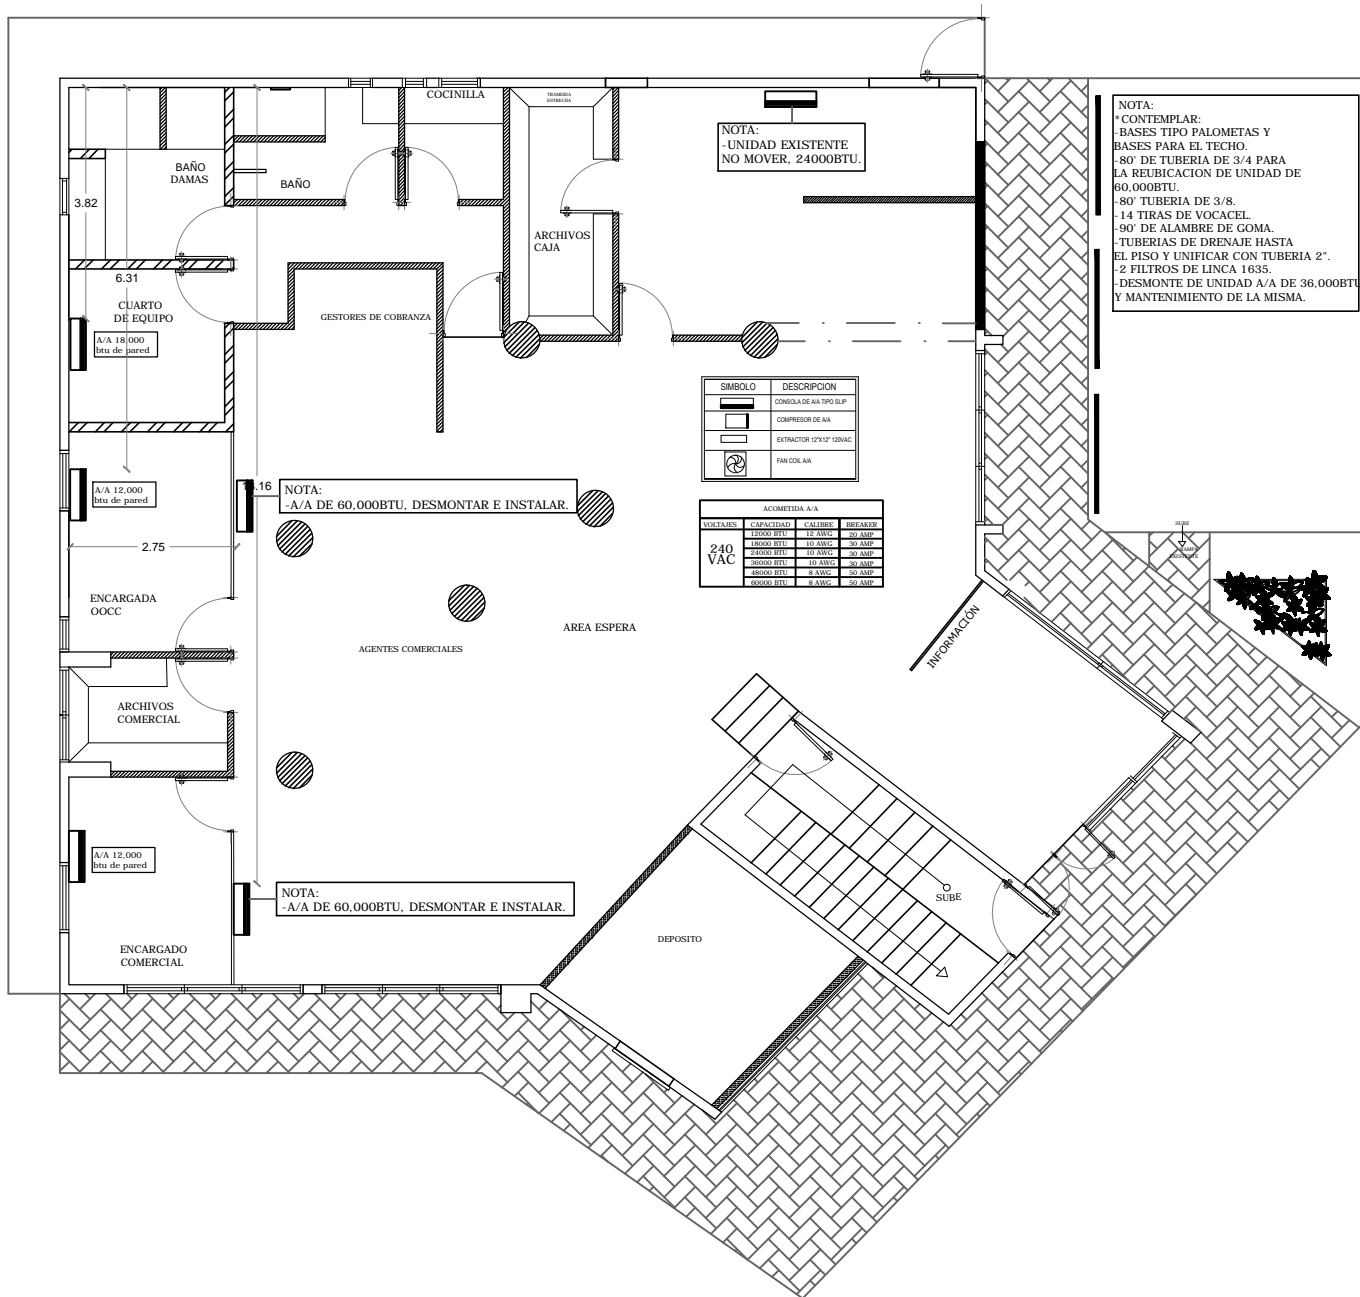 COCINILLA
TRAMERIA
ESTRECHA
NOTA:
-UNIDAD EXISTENTE
NO MOVER, 24000BTU.
NOTA:
*CONTEMPLAR:
-BASES TIPO PALOMETAS Y
BASES PARA EL TECHO.
-80' DE TUBERIA DE 3/4 PARA
LA REUBICACION DE UNIDAD DE
60,000BTU.
-80' TUBERIA DE 3/8.
-14 TIRAS DE VOCACEL.
-90' DE ALAMBRE DE GOMA.
-TUBERIAS DE DRENAJE HASTA
EL PISO Y UNIFICAR CON TUBERIA 2".
-2 FILTROS DE LINCA 1635.
-DESMONTE DE UNIDAD A/A DE 36,000BTU
Y MANTENIMIENTO DE LA MISMA.
BAÑO
DAMAS
BAÑO
3.82
ARCHIVOS
CAJA
6.31
CUARTO
DE EQUIPO
GESTORES DE COBRANZA
A/A 18,000
btu de pared
SIMBOLO DESCRIPCION
CONSOLA DE A/A TIPO SLIP
COMPRESOR DE A/A
EXTRACTOR 12"X12" 120VAC
FAN COIL A/A
A/A 12,000
btu de pared
.16
NOTA:
-A/A DE 60,000BTU, DESMONTAR E INSTALAR.
ACOMETIDA A/A
VOLTAJES CAPACIDAD CALIBRE BREAKER
240
VAC
12000 BTU 12 AWG 20 AMP
18000 BTU 10 AWG 30 AMP
24000 BTU 10 AWG 30 AMP
36000 BTU 10 AWG 30 AMP
48000 BTU 8 AWG 50 AMP
60000 BTU 8 AWG 50 AMP
SUBE
RAMPA
EXISTENTE
2.75
ENCARGADA
OOCC
AREA ESPERA
INFORMACIÓN
AGENTES COMERCIALES
ARCHIVOS
COMERCIAL
A/A 12,000
btu de pared
NOTA:
-A/A DE 60,000BTU, DESMONTAR E INSTALAR.
SUBE
DEPOSITO
ENCARGADO
COMERCIAL